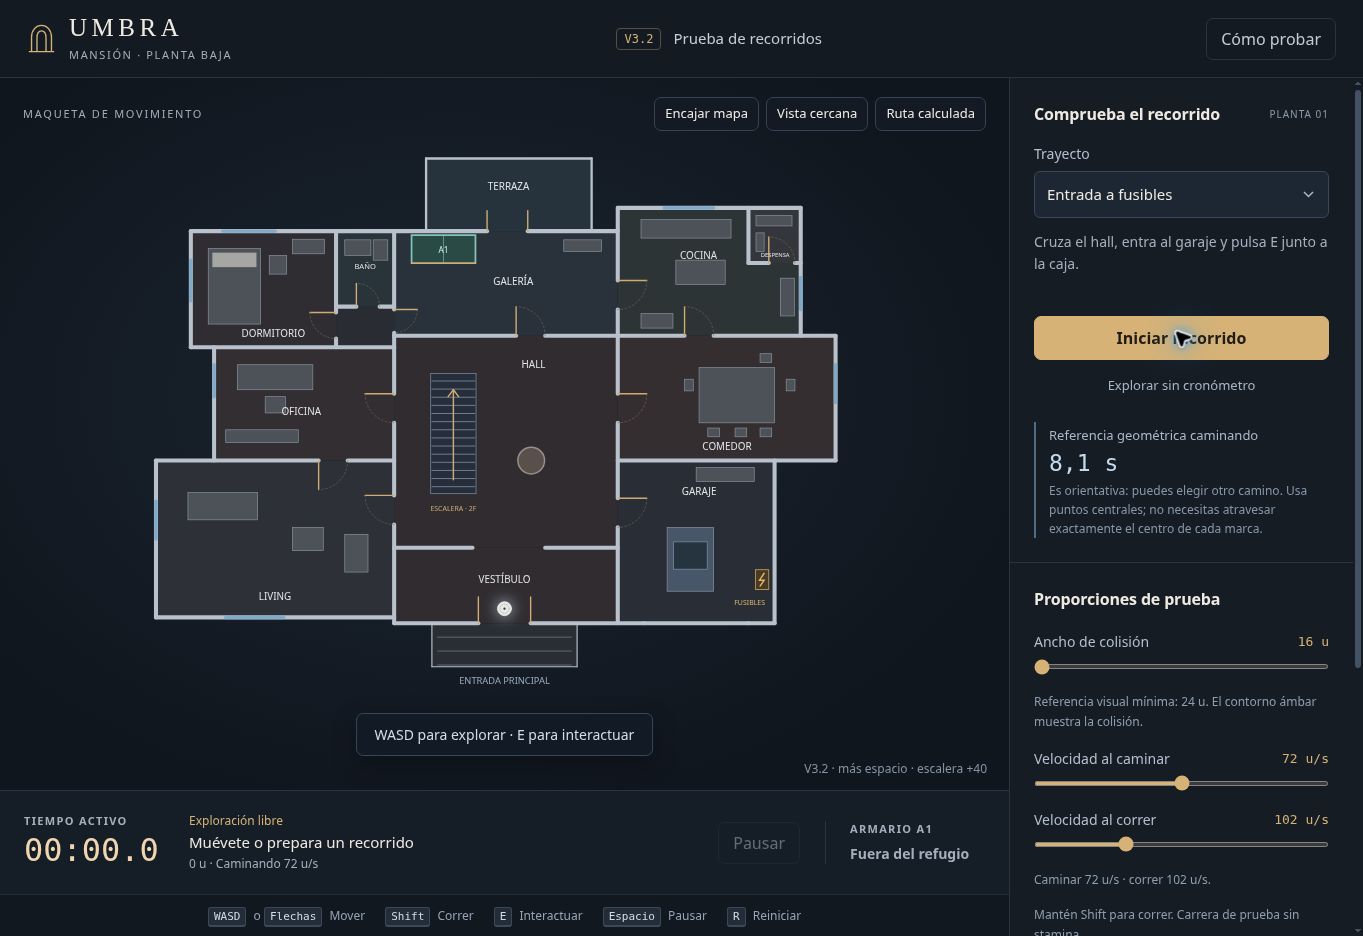 UMBRA
MANSIÓN · PLANTA BAJA
V3.2 Prueba de recorridos
Cómo probar
MAQUETA DE MOVIMIENTO
Encajar mapa
Vista cercana
Ruta calculada
TERRAZA
A1
BAÑO
GALERÍA
COCINA
DESPENSA
DORMITORIO
HALL
OFICINA
COMEDOR
GARAJE
ESCALERA · 2F
LIVING
VESTÍBULO
FUSIBLES
ENTRADA PRINCIPAL
WASD para explorar · E para interactuar
V3.2 · más espacio · escalera +40
TIEMPO ACTIVO
00:00.0
Exploración libre
Muévete o prepara un recorrido
0 u · Caminando 72 u/s
Pausar
ARMARIO A1
Fuera del refugio
WASD o Flechas Mover Shift Correr E Interactuar Espacio Pausar R Reiniciar
Comprueba el recorrido
PLANTA 01
Trayecto
Entrada a fusibles
Cruza el hall, entra al garaje y pulsa E junto a
la caja.
Iniciar recorrido
Explorar sin cronómetro
Referencia geométrica caminando
8,1 s
Es orientativa: puedes elegir otro camino. Usa
puntos centrales; no necesitas atravesar
exactamente el centro de cada marca.
Proporciones de prueba
Ancho de colisión 16 u
Referencia visual mínima: 24 u. El contorno ámbar
muestra la colisión.
Velocidad al caminar 72 u/s
Velocidad al correr 102 u/s
Caminar 72 u/s · correr 102 u/s.
Mantén Shift para correr. Carrera de prueba sin
stamina.